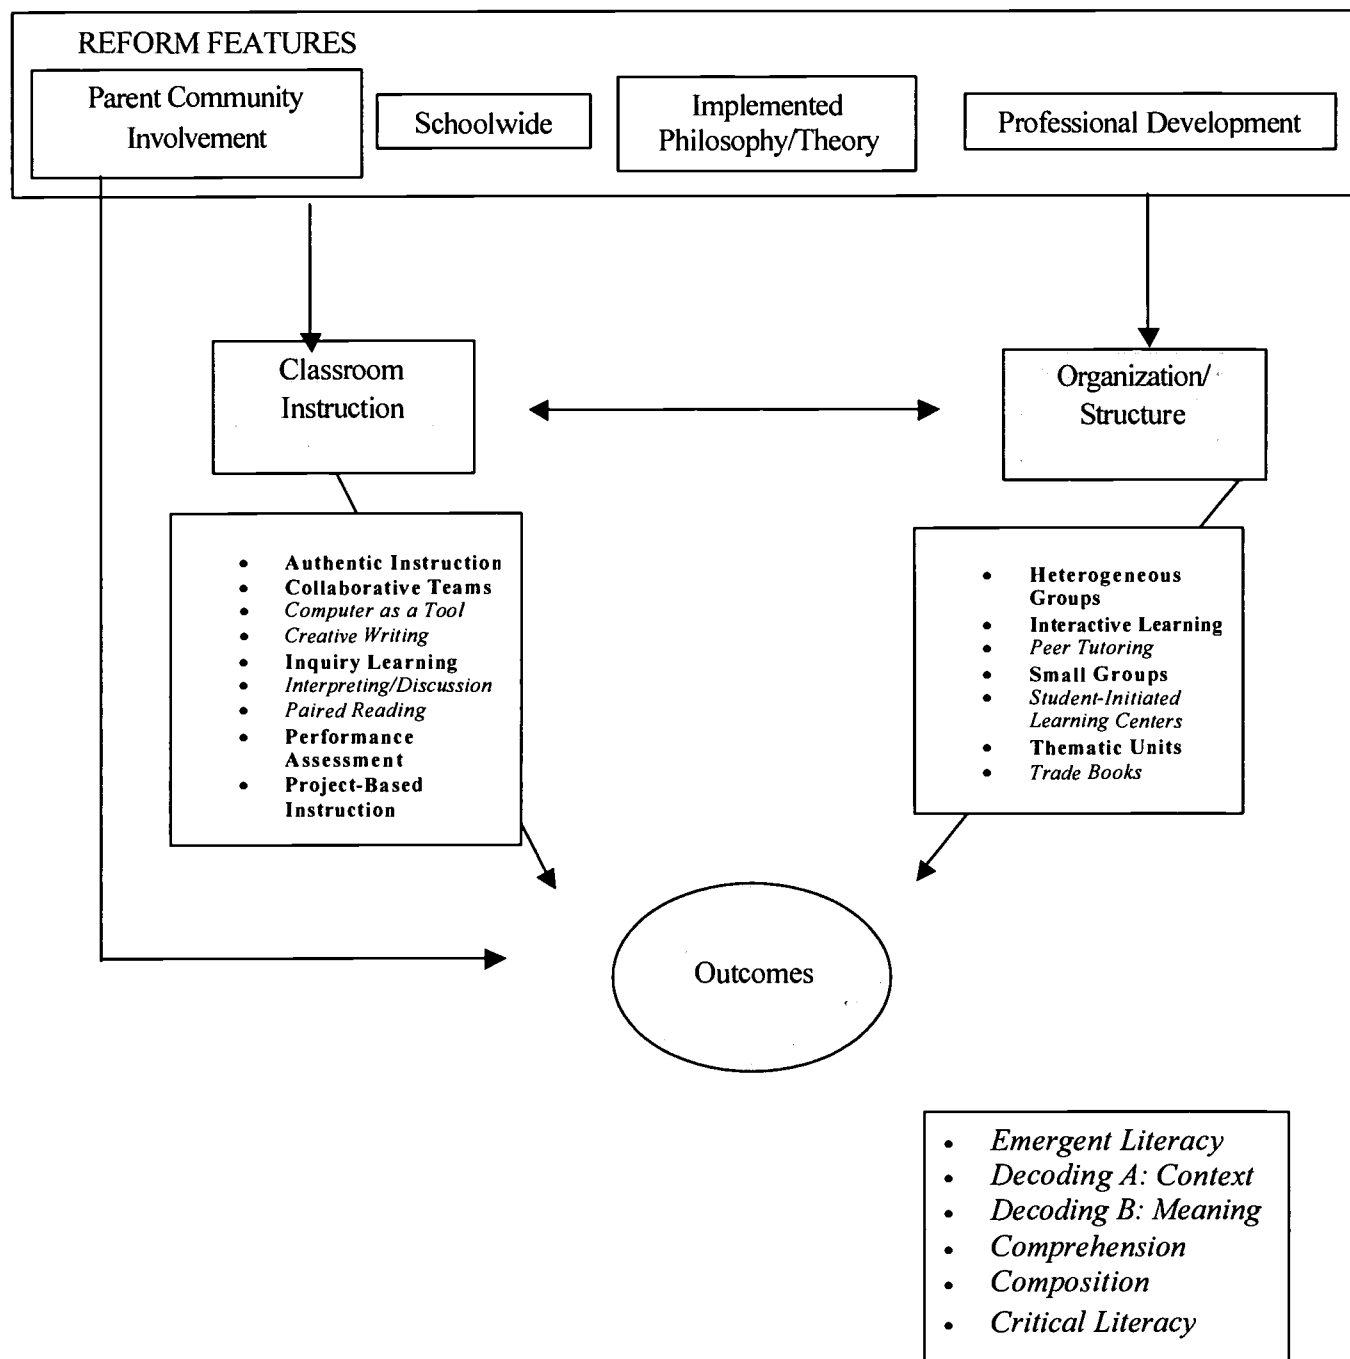 REFORM FEATURES
Parent Community
Involvement
Schoolwide
Implemented
Philosophy/Theory
Professional Development
Classroom
Instruction
Organization/
Structure
• Authentic Instruction
• Collaborative Teams
• Computer as a Tool
• Creative Writing
• Inquiry Learning
• Interpreting/Discussion
• Paired Reading
• Performance
Assessment
• Project-Based
Instruction
• Heterogeneous
Groups
• Interactive Learning
• Peer Tutoring
• Small Groups
• Student-Initiated
Learning Centers
• Thematic Units
• Trade Books
Outcomes
• Emergent Literacy
• Decoding A: Context
• Decoding B: Meaning
• Comprehension
• Composition
• Critical Literacy